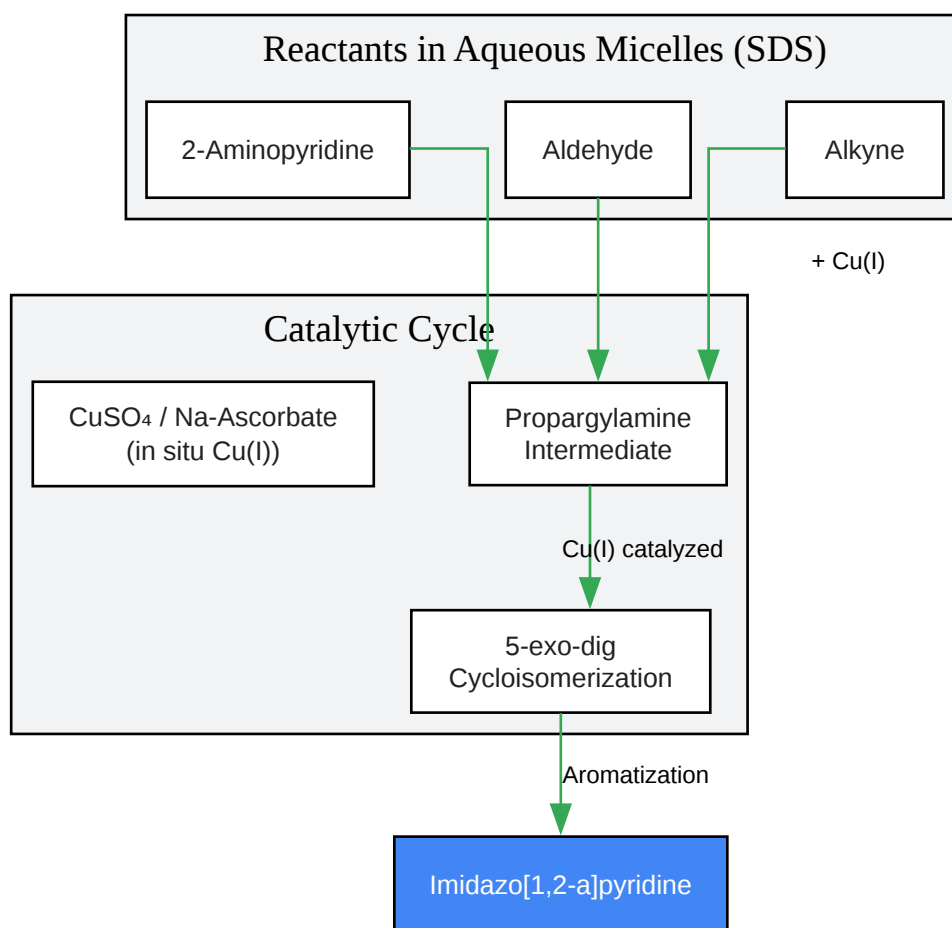 Reactants in Aqueous Micelles (SDS)
2-Aminopyridine
Aldehyde
Alkyne
+ Cu(I)
Catalytic Cycle
CuSO₄ / Na-Ascorbate
(in situ Cu(I))
Propargylamine
Intermediate
Cu(I) catalyzed
5-exo-dig
Cycloisomerization
Aromatization
Imidazo[1,2-a]pyridine